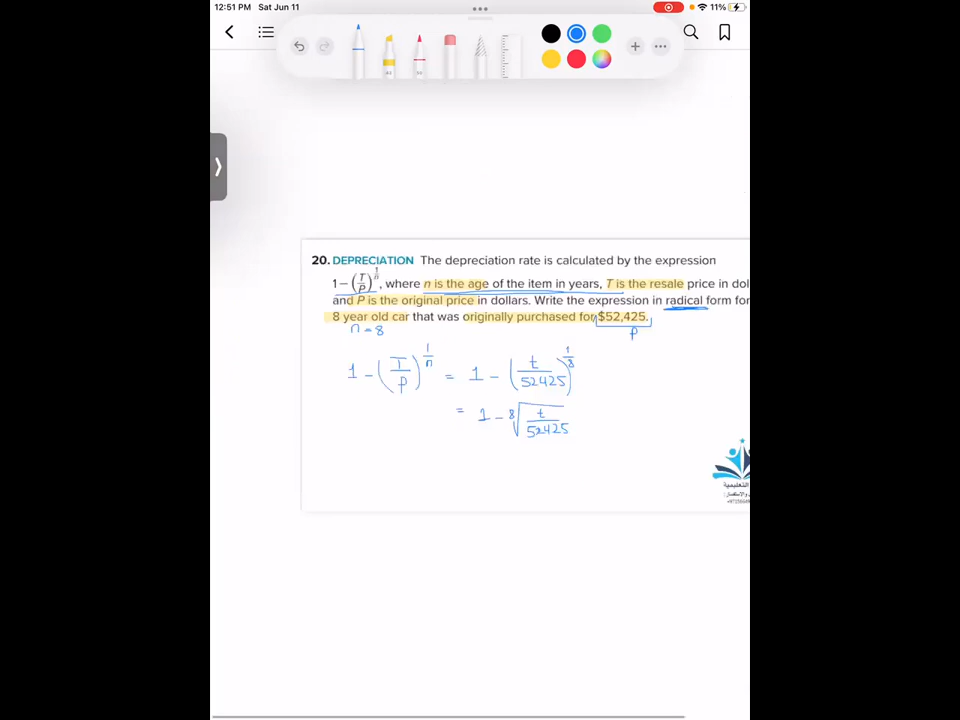 12:51 PM Sat Jun 11 11%
20. DEPRECIATION The depreciation rate is calculated by the expression
1 − (T/P)^(1/n), where n is the age of the item in years, T is the resale price in dol
and P is the original price in dollars. Write the expression in radical form for
8 year old car that was originally purchased for $52,425.
n = 8
P
1 − (T/P)^(1/n) = 1 − (t/52425)^(1/8)
= 1 − ⁸√(t/52425)
التعليمية